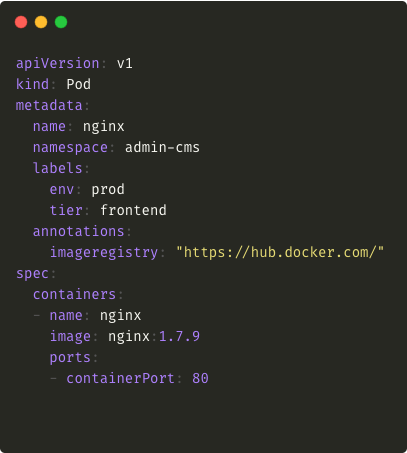 apiVersion: v1
kind: Pod
metadata:
  name: nginx
  namespace: admin-cms
  labels:
    env: prod
    tier: frontend
  annotations:
    imageregistry: "https://hub.docker.com/"
spec:
  containers:
  - name: nginx
    image: nginx:1.7.9
    ports:
    - containerPort: 80